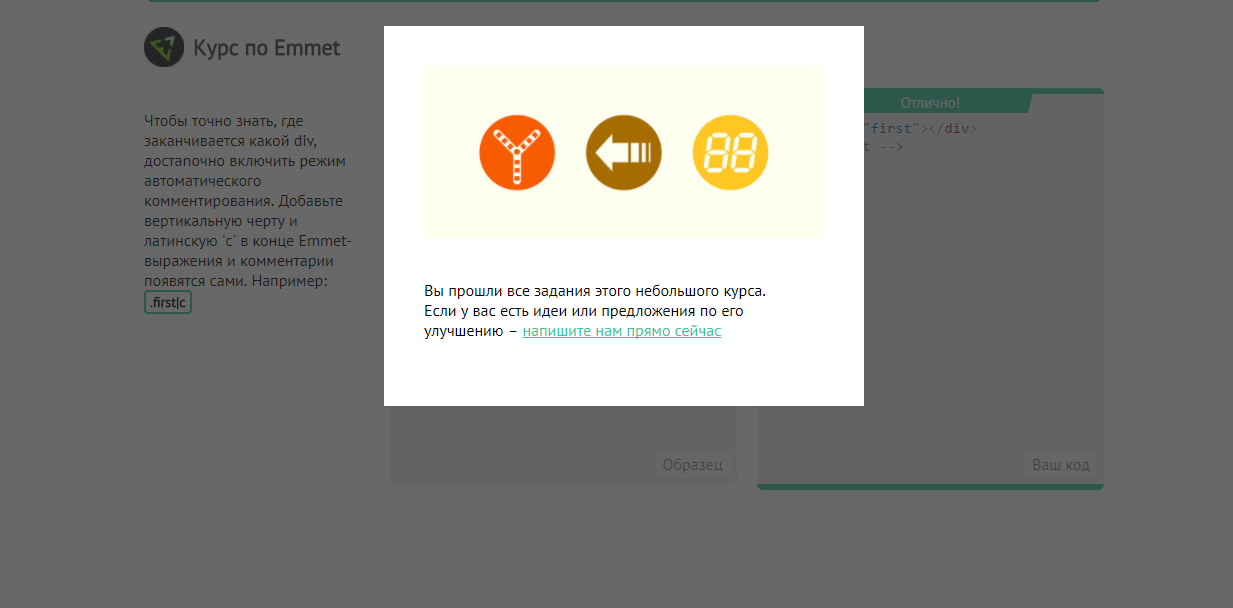 Курс по Emmet
Чтобы точно знать, где
заканчивается какой div,
достаточно включить режим
автоматического
комментирования. Добавьте
вертикальную черту и
латинскую 'c' в конце Emmet-
выражения и комментарии
появятся сами. Например:
.first|c
Вы прошли все задания этого небольшого курса.
Если у вас есть идеи или предложения по его
улучшению – напишите нам прямо сейчас
Отлично!
"first"></div>
t -->
Образец
Ваш код